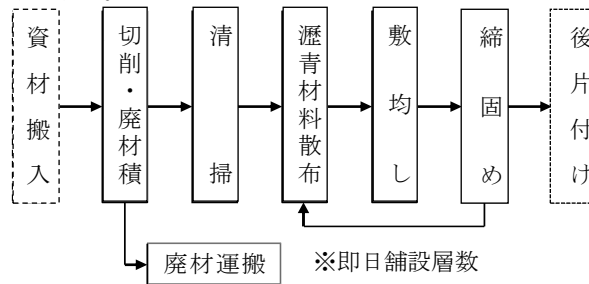 資材搬入
切削・廃材積
清掃
瀝青材料散布
敷均し
締固め
後片付け
廃材運搬
※即日舗設層数